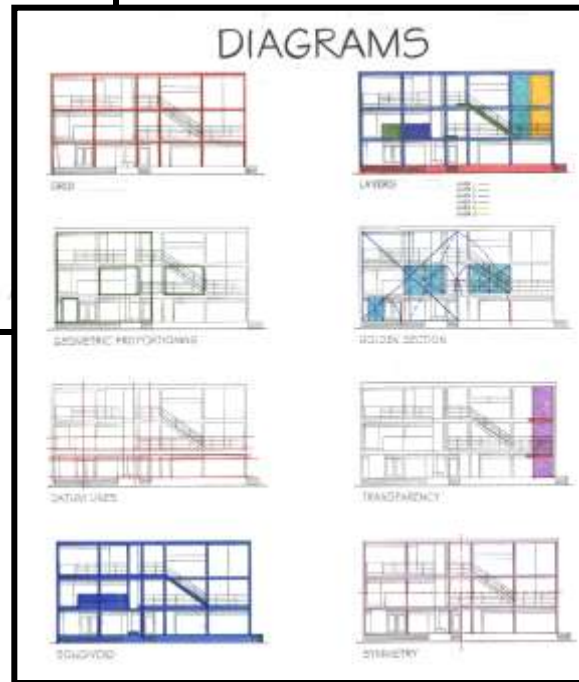 DIAGRAMS
GRID
LAYERS
GEOMETRIC PROPORTIONING
GOLDEN SECTION
DATUM LINES
TRANSPARENCY
SOLID/VOID
SYMMETRY